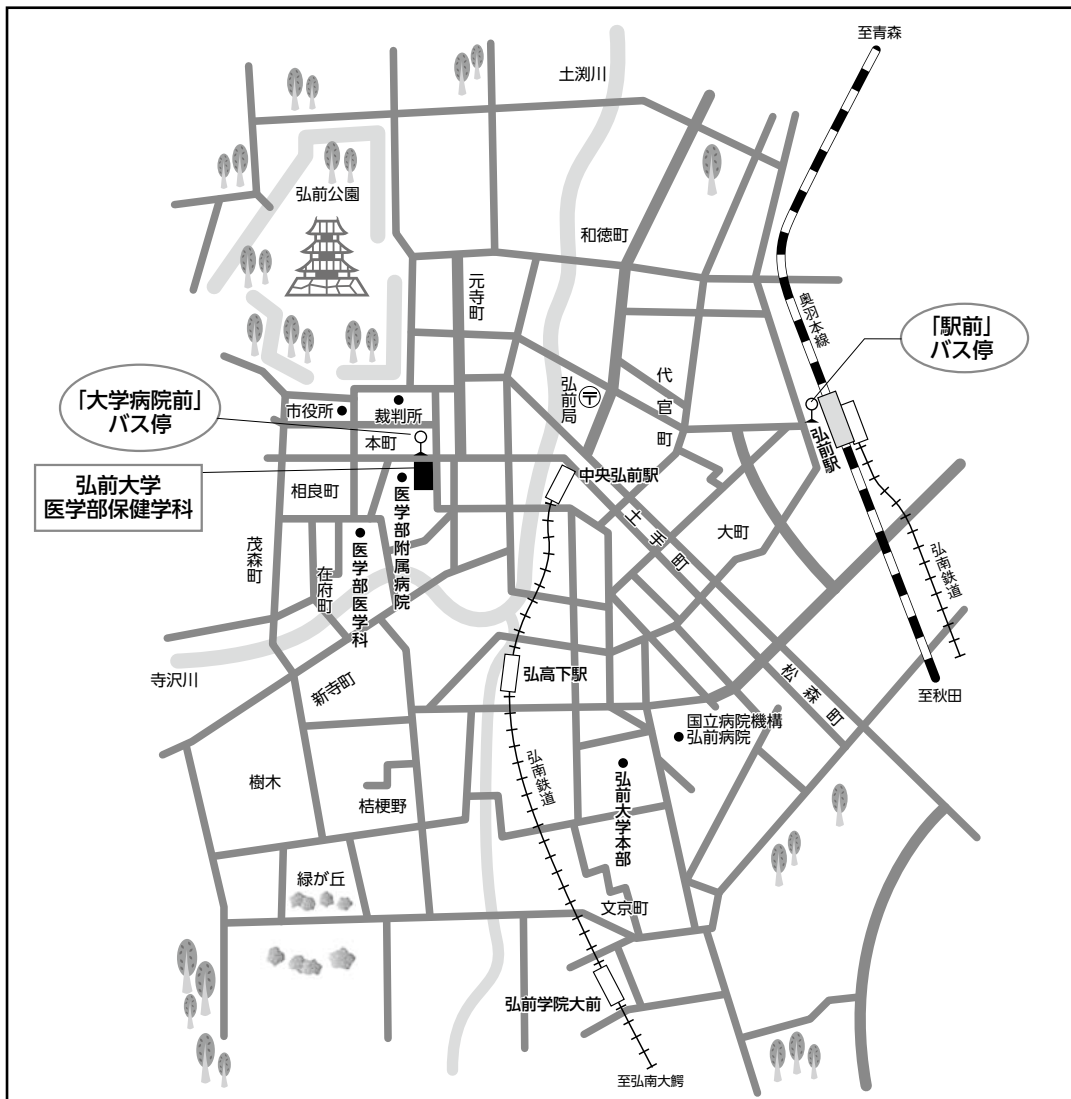 至青森
土渕川
弘前公園
和徳町
元寺町
奥羽本線
「駅前」
バス停
代官町
弘前局
〒
「大学病院前」
バス停
市役所
裁判所
本町
弘前駅
中央弘前駅
弘前大学
医学部保健学科
相良町
医学部附属病院
土手町
大町
茂森町
在府町
医学部医学科
弘南鉄道
寺沢川
新寺町
弘高下駅
松森町
至秋田
国立病院機構
弘前病院
樹木
桔梗野
弘南鉄道
弘前大学本部
緑が丘
文京町
弘前学院大前
至弘南大鰐